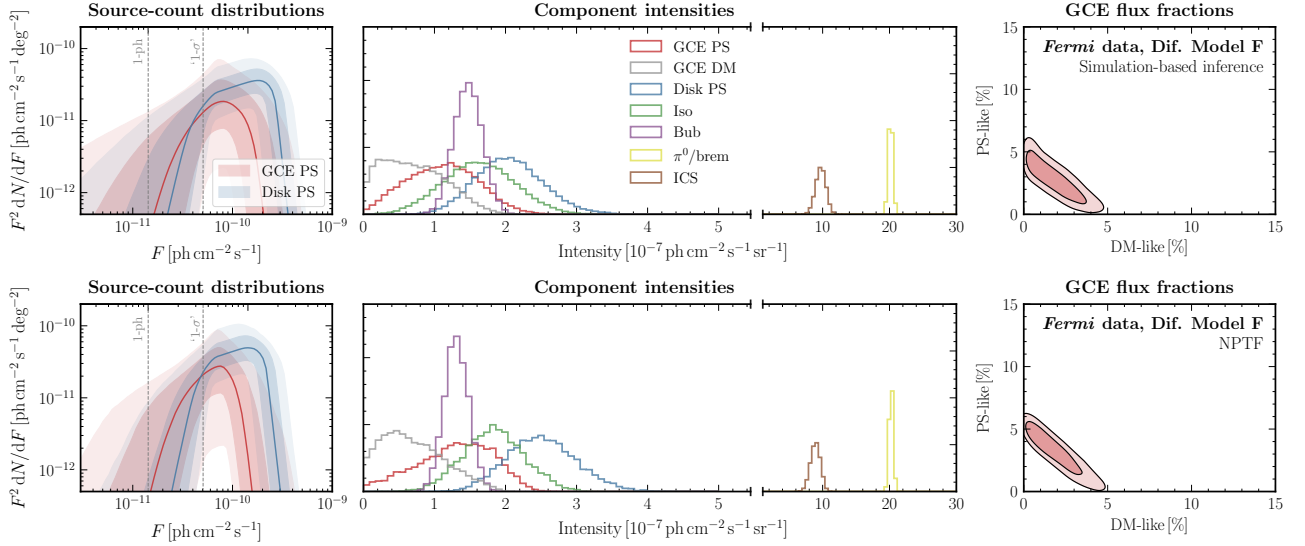 Source-count distributions
Component intensities
GCE flux fractions
F² dN/dF [ph cm⁻² s⁻¹ deg⁻²]
10⁻¹⁰
10⁻¹¹
10⁻¹²
1-ph
'1-σ'
GCE PS
Disk PS
10⁻¹¹ 10⁻¹⁰ 10⁻⁹
F [ph cm⁻² s⁻¹]
GCE PS
GCE DM
Disk PS
Iso
Bub
π⁰/brem
ICS
0 1 2 3 4 5 10 20 30
Intensity [10⁻⁷ ph cm⁻² s⁻¹ sr⁻¹]
Fermi data, Dif. Model F
Simulation-based inference
PS-like [%]
15
10
5
0
0 5 10 15
DM-like [%]
Source-count distributions
Component intensities
GCE flux fractions
F² dN/dF [ph cm⁻² s⁻¹ deg⁻²]
10⁻¹⁰
10⁻¹¹
10⁻¹²
1-ph
'1-σ'
10⁻¹¹ 10⁻¹⁰ 10⁻⁹
F [ph cm⁻² s⁻¹]
0 1 2 3 4 5 10 20 30
Intensity [10⁻⁷ ph cm⁻² s⁻¹ sr⁻¹]
Fermi data, Dif. Model F
NPTF
PS-like [%]
15
10
5
0
0 5 10 15
DM-like [%]